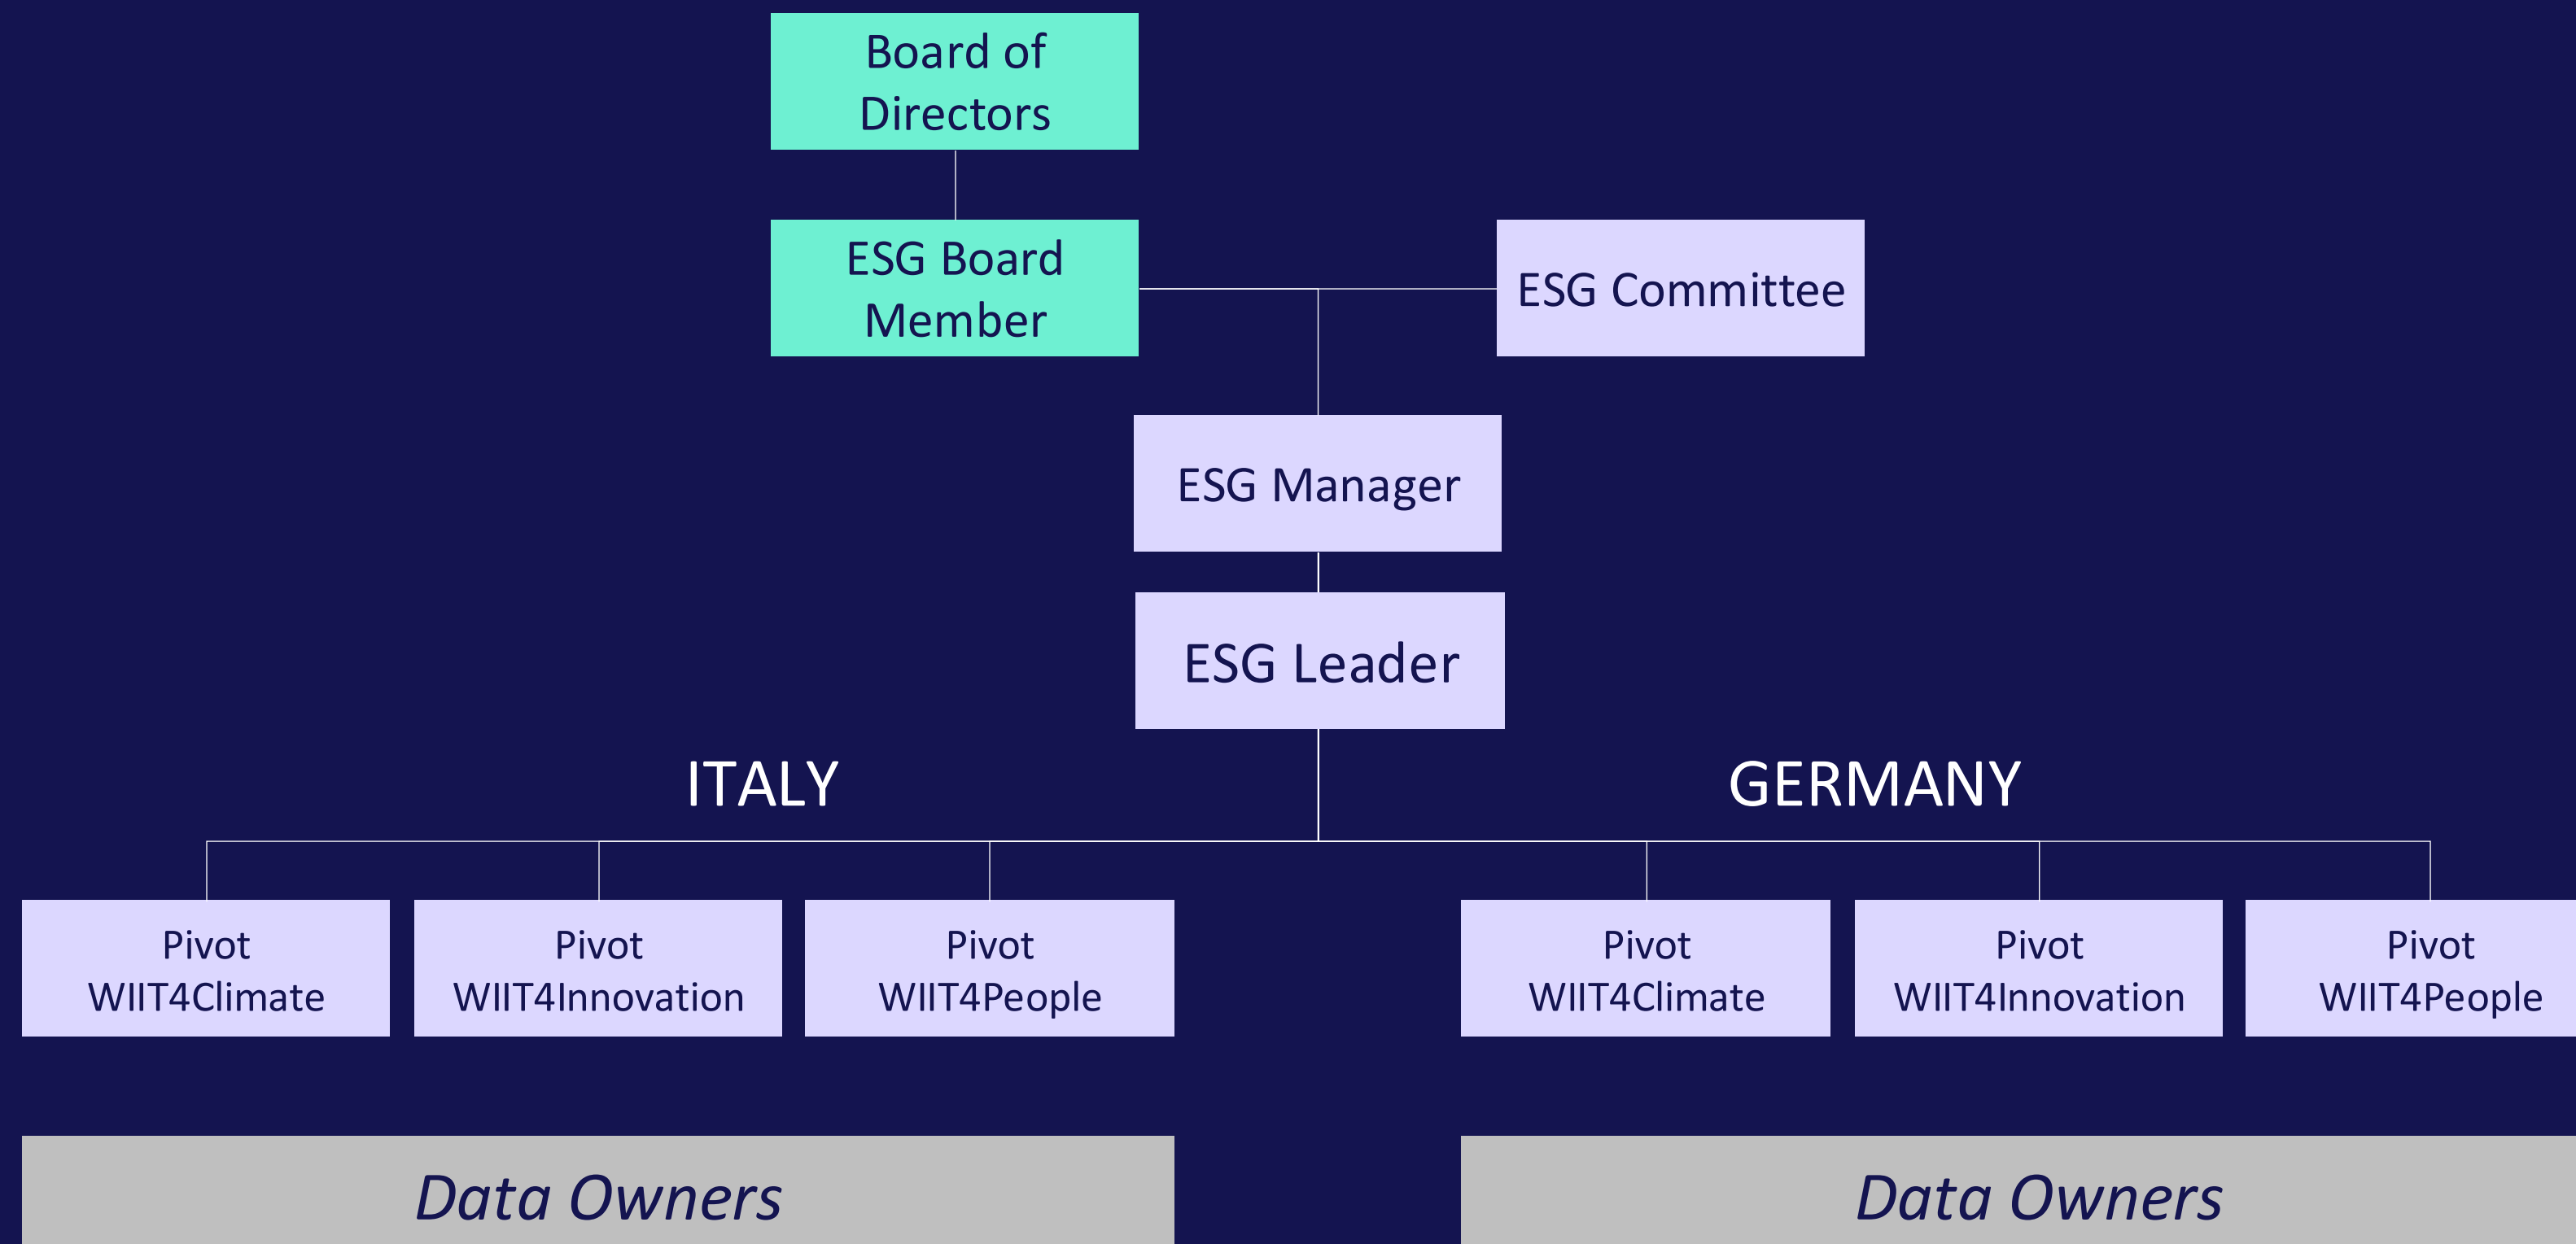 Board of
Directors
ESG Board
Member
ESG Committee
ESG Manager
ESG Leader
ITALY
GERMANY
Pivot
WIIT4Climate
Pivot
WIIT4Innovation
Pivot
WIIT4People
Pivot
WIIT4Climate
Pivot
WIIT4Innovation
Pivot
WIIT4People
Data Owners
Data Owners